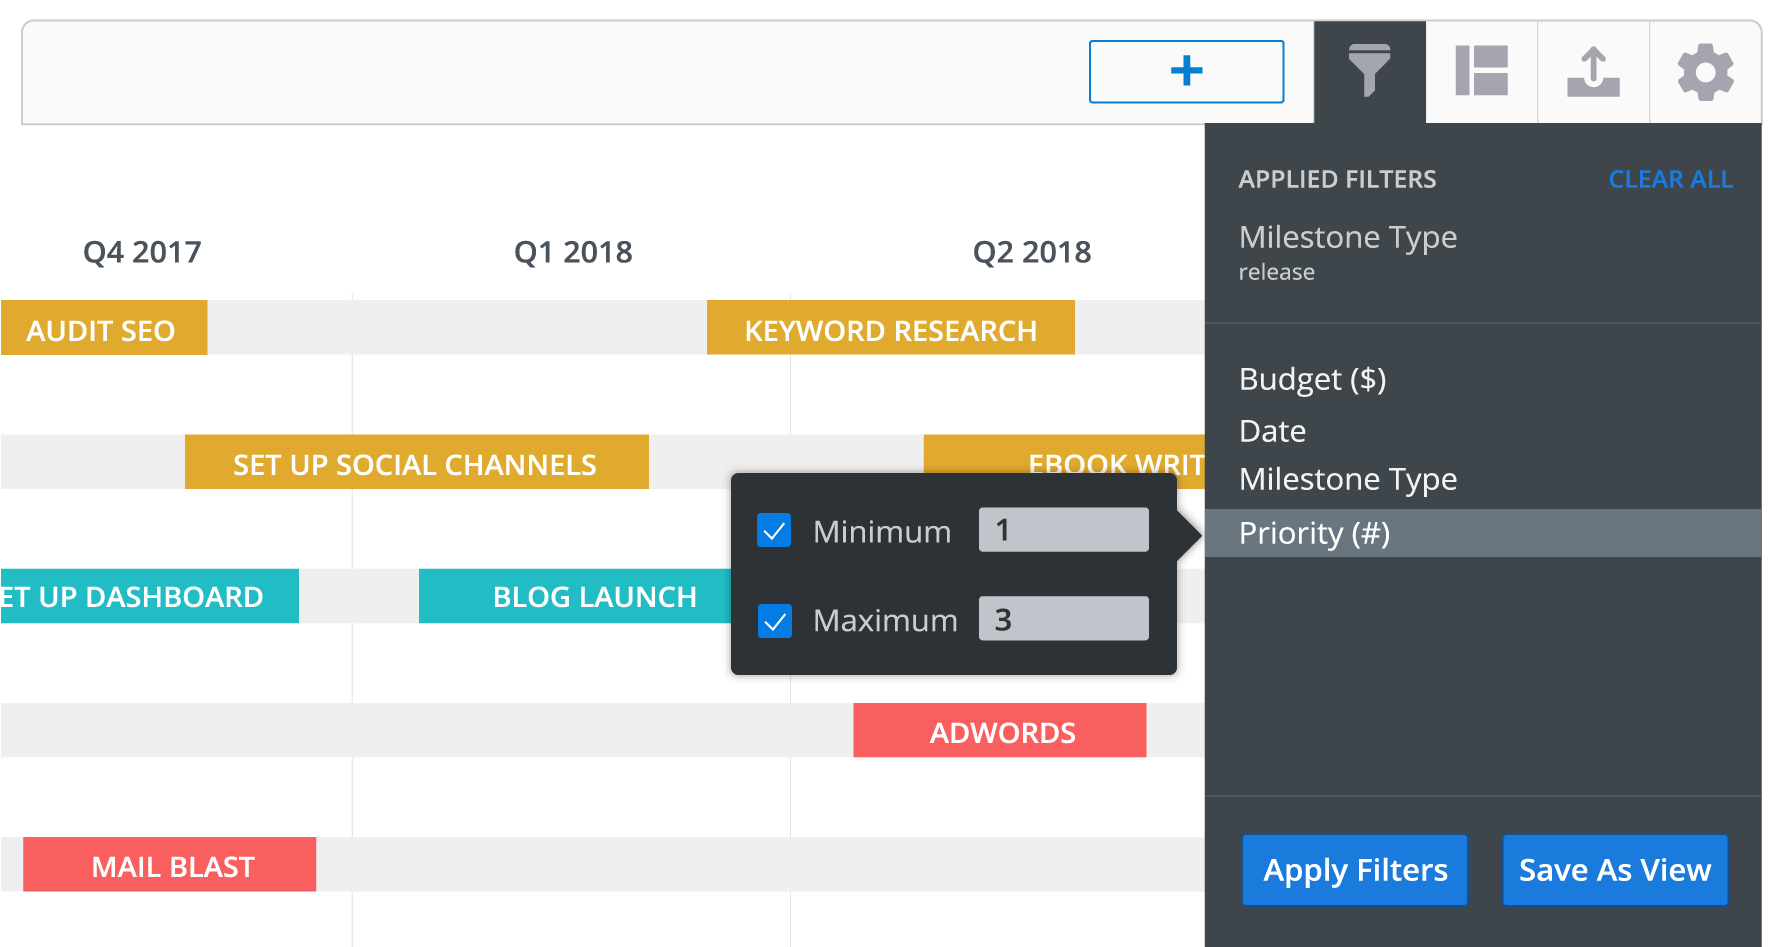 APPLIED FILTERS
CLEAR ALL
Milestone Type
release
Q4 2017
Q1 2018
Q2 2018
AUDIT SEO
KEYWORD RESEARCH
Budget ($)
Date
SET UP SOCIAL CHANNELS
EBOOK WRIT
Milestone Type
Minimum
1
Priority (#)
ET UP DASHBOARD
BLOG LAUNCH
Maximum
3
ADWORDS
MAIL BLAST
Apply Filters
Save As View